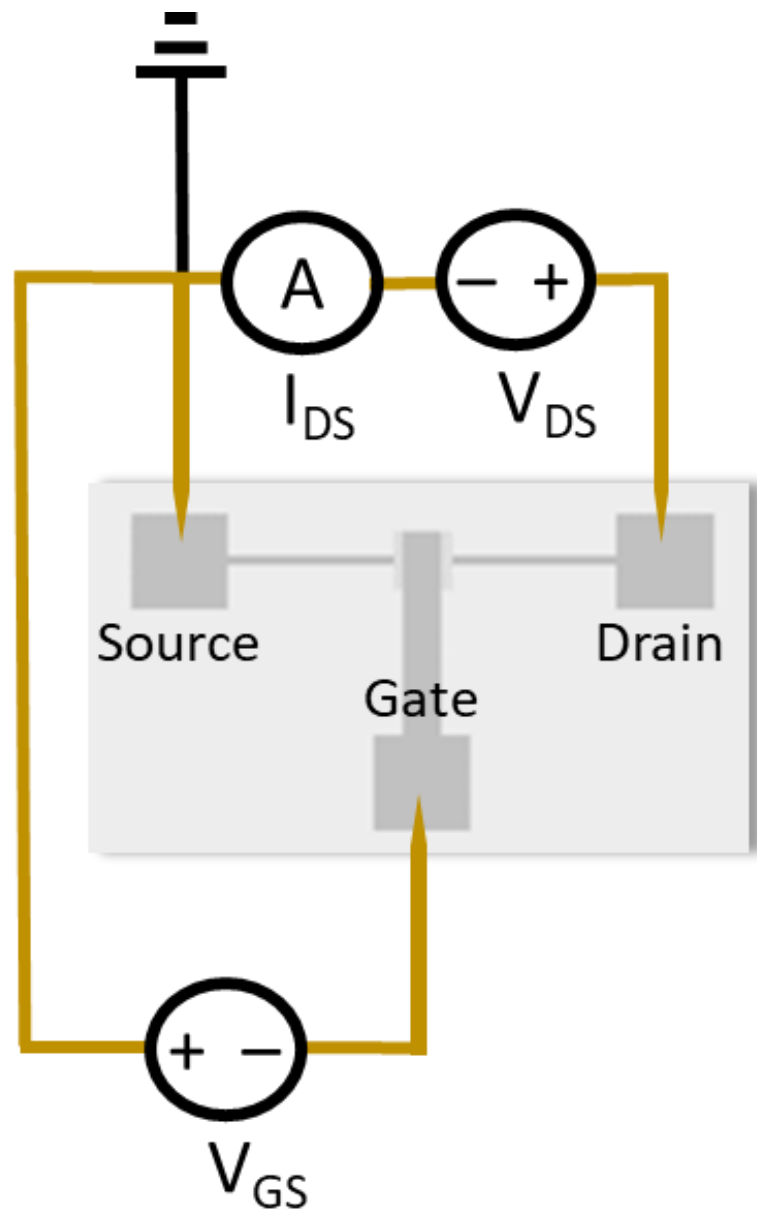 A
− +
I_DS
V_DS
Source
Drain
Gate
+ −
V_GS